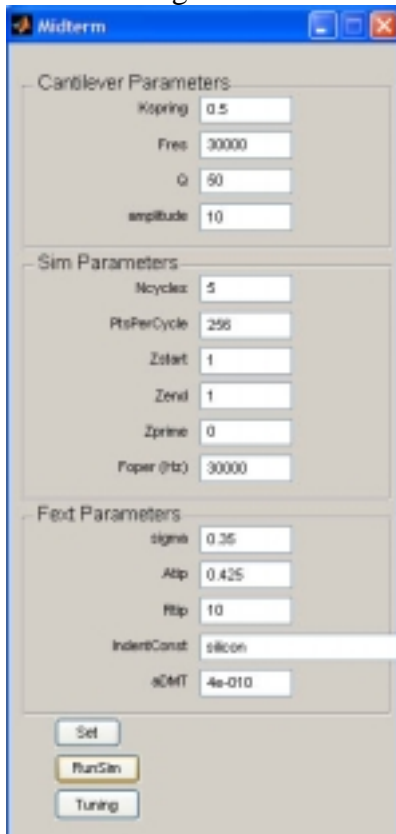 Midterm
Cantilever Parameters
Kspring 0.5
Fres 30000
Q 50
amplitude 10
Sim Parameters
Ncycles 5
PtsPerCycle 256
Zstart 1
Zend 1
Zprime 0
Foper (Hz) 30000
Fext Parameters
sigma 0.35
Atip 0.425
Rtip 10
IndentConst silicon
aDMT 4e-010
Set
RunSim
Tuning